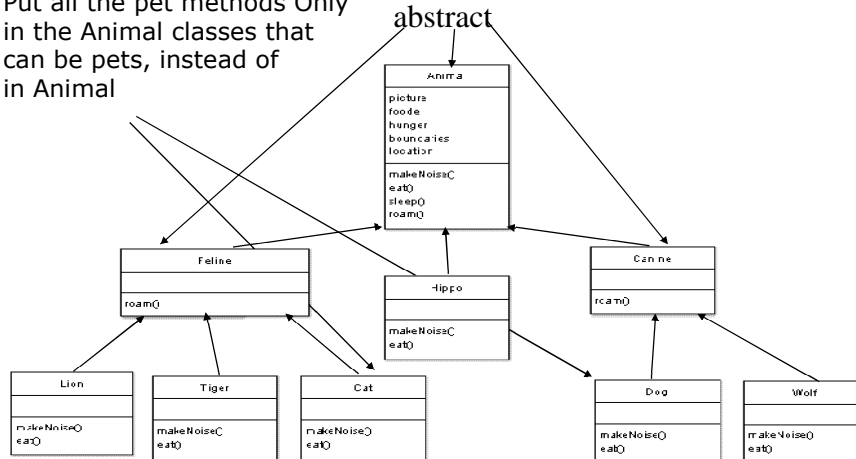 Put all the pet methods Only
in the Animal classes that
can be pets, instead of
in Animal
abstract
Animal
picture
foode
hunger
boundaries
location
makeNoise()
eat()
sleep()
roam()
Feline
roam()
Hippo
makeNoise()
eat()
Canine
roam()
Lion
makeNoise()
eat()
Tiger
makeNoise()
eat()
Cat
makeNoise()
eat()
Dog
makeNoise()
eat()
Wolf
makeNoise()
eat()